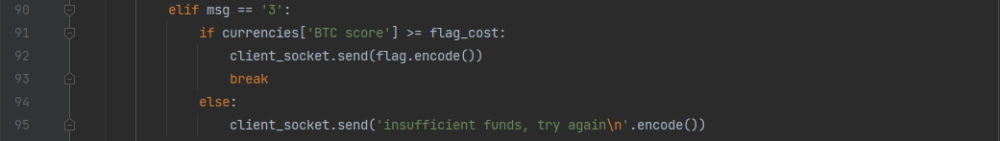 90 elif msg == '3':
91 if currencies['BTC score'] >= flag_cost:
92 client_socket.send(flag.encode())
93 break
94 else:
95 client_socket.send('insufficient funds, try again\n'.encode())